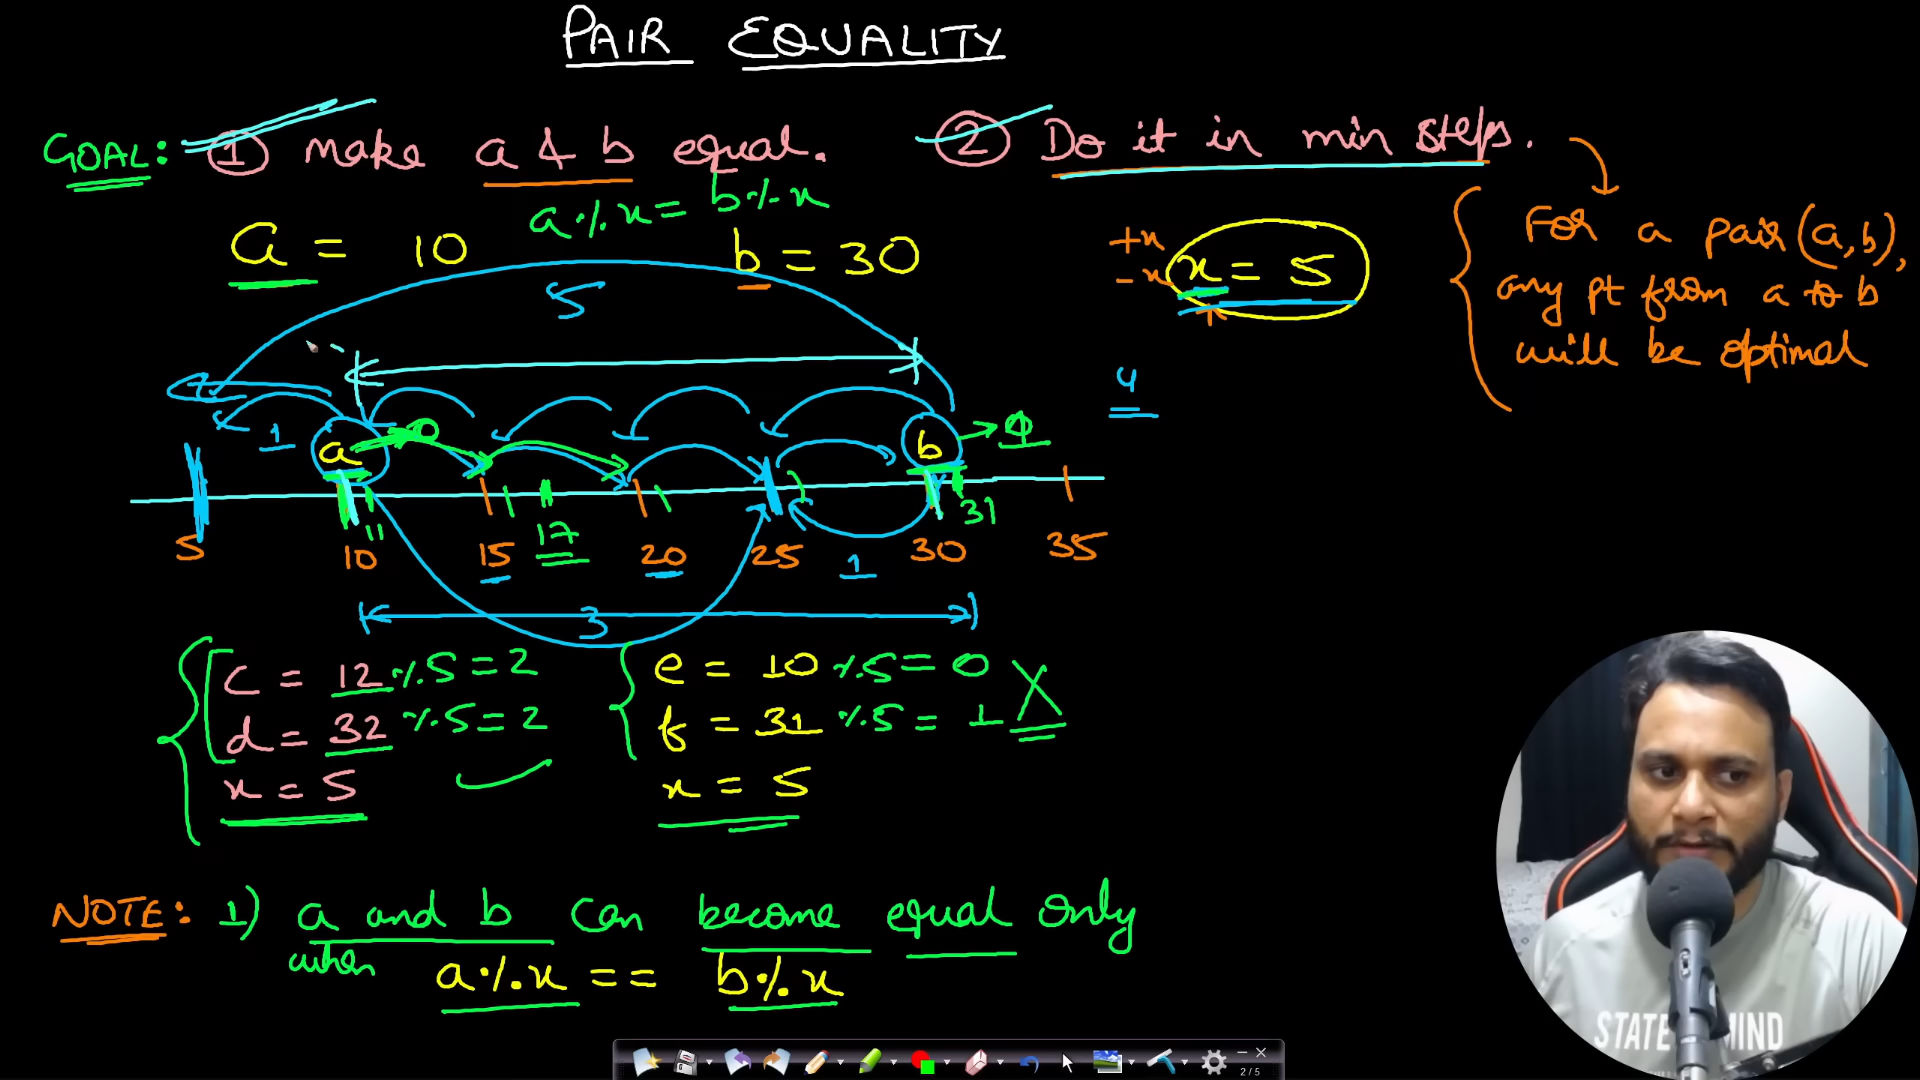 PAIR EQUALITY
GOAL: ① make a & b equal. ② Do it in min steps.
a % x = b % x
a = 10 b = 30
+x
-x
x = 5
For a pair (a,b),
any pt from a to b
will be optimal
5
4
1
a b
11 17 31
5 10 15 20 25 30 35
1
3
c = 12 % 5 = 2
d = 32 % 5 = 2
x = 5
e = 10 % 5 = 0
f = 31 % 5 = 1
x = 5
NOTE: 1) a and b can become equal only
when a % x == b % x
STATE MIND
2/5